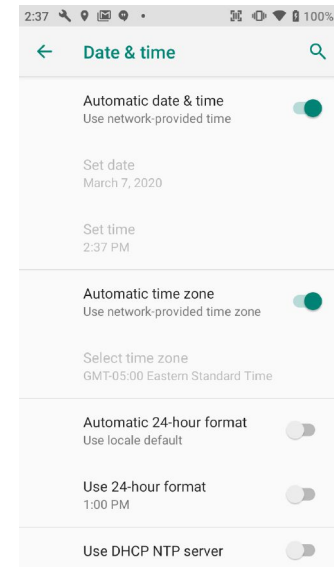 2:37 100%
Date & time
Automatic date & time
Use network-provided time
Set date
March 7, 2020
Set time
2:37 PM
Automatic time zone
Use network-provided time zone
Select time zone
GMT-05:00 Eastern Standard Time
Automatic 24-hour format
Use locale default
Use 24-hour format
1:00 PM
Use DHCP NTP server